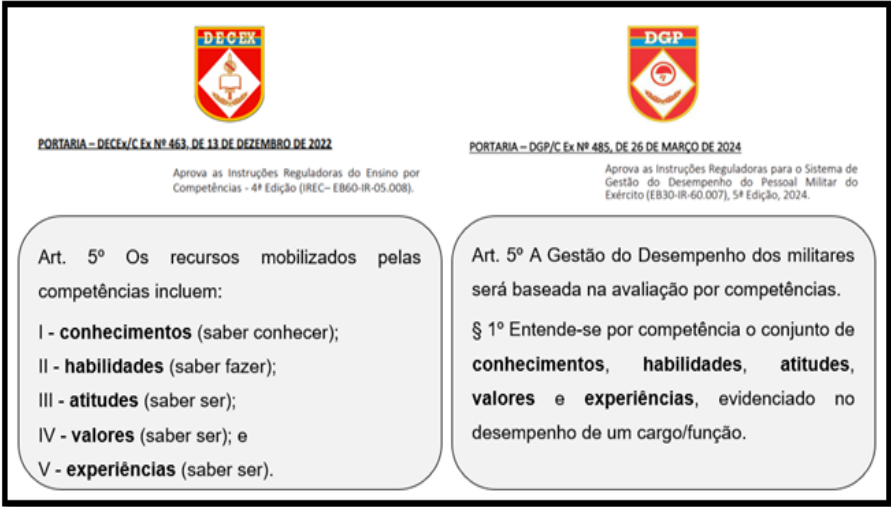 DECEX
PORTARIA – DECEx/C Ex Nº 463, DE 13 DE DEZEMBRO DE 2022
Aprova as Instruções Reguladoras do Ensino por
Competências - 4ª Edição (IREC– EB60-IR-05.008).
Art. 5º Os recursos mobilizados pelas
competências incluem:
I - conhecimentos (saber conhecer);
II - habilidades (saber fazer);
III - atitudes (saber ser);
IV - valores (saber ser); e
V - experiências (saber ser).
DGP
PORTARIA – DGP/C Ex Nº 485, DE 26 DE MARÇO DE 2024
Aprova as Instruções Reguladoras para o Sistema de
Gestão do Desempenho do Pessoal Militar do
Exército (EB30-IR-60.007), 5ª Edição, 2024.
Art. 5º A Gestão do Desempenho dos militares
será baseada na avaliação por competências.
§ 1º Entende-se por competência o conjunto de
conhecimentos, habilidades, atitudes,
valores e experiências, evidenciado no
desempenho de um cargo/função.